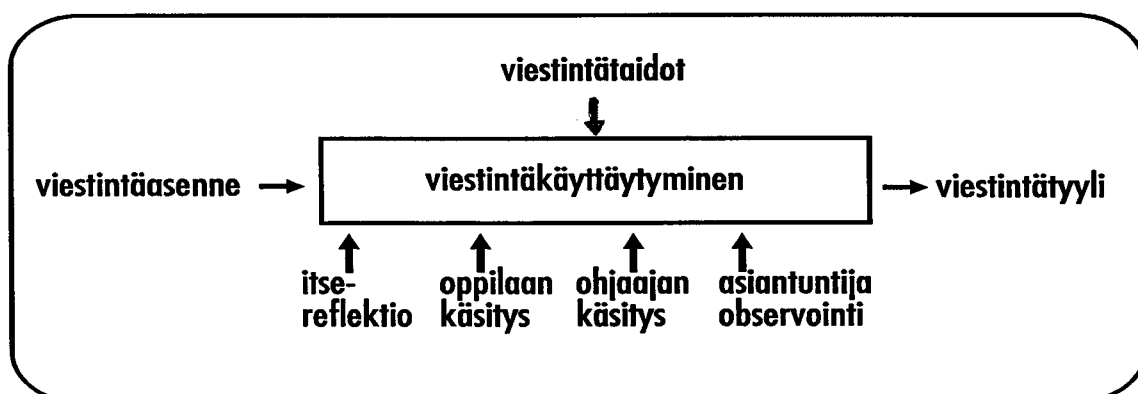 viestintätaidot
viestintäasenne
viestintäkäyttäytyminen
viestintätyyli
itse-
reflektio
oppilaan
käsitys
ohjaajan
käsitys
asiantuntija
observointi